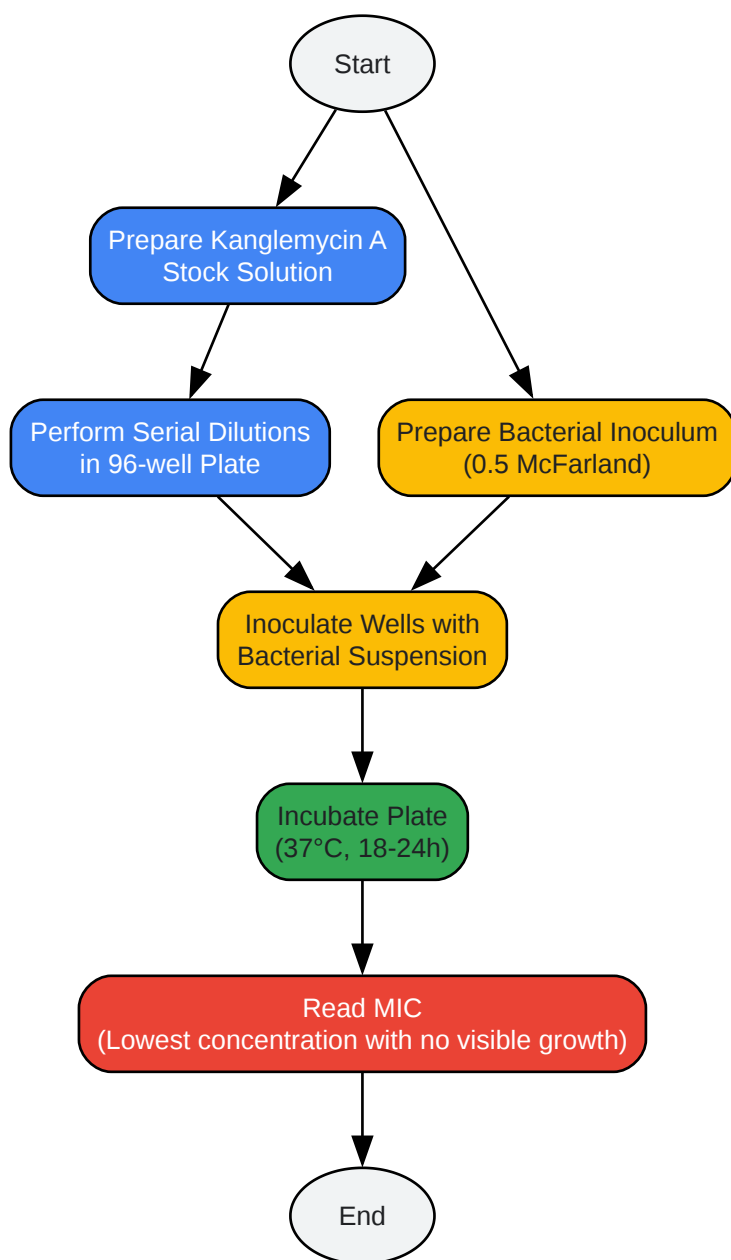 Start
Prepare Kanglemycin A
Stock Solution
Perform Serial Dilutions
in 96-well Plate
Prepare Bacterial Inoculum
(0.5 McFarland)
Inoculate Wells with
Bacterial Suspension
Incubate Plate
(37°C, 18-24h)
Read MIC
(Lowest concentration with no visible growth)
End